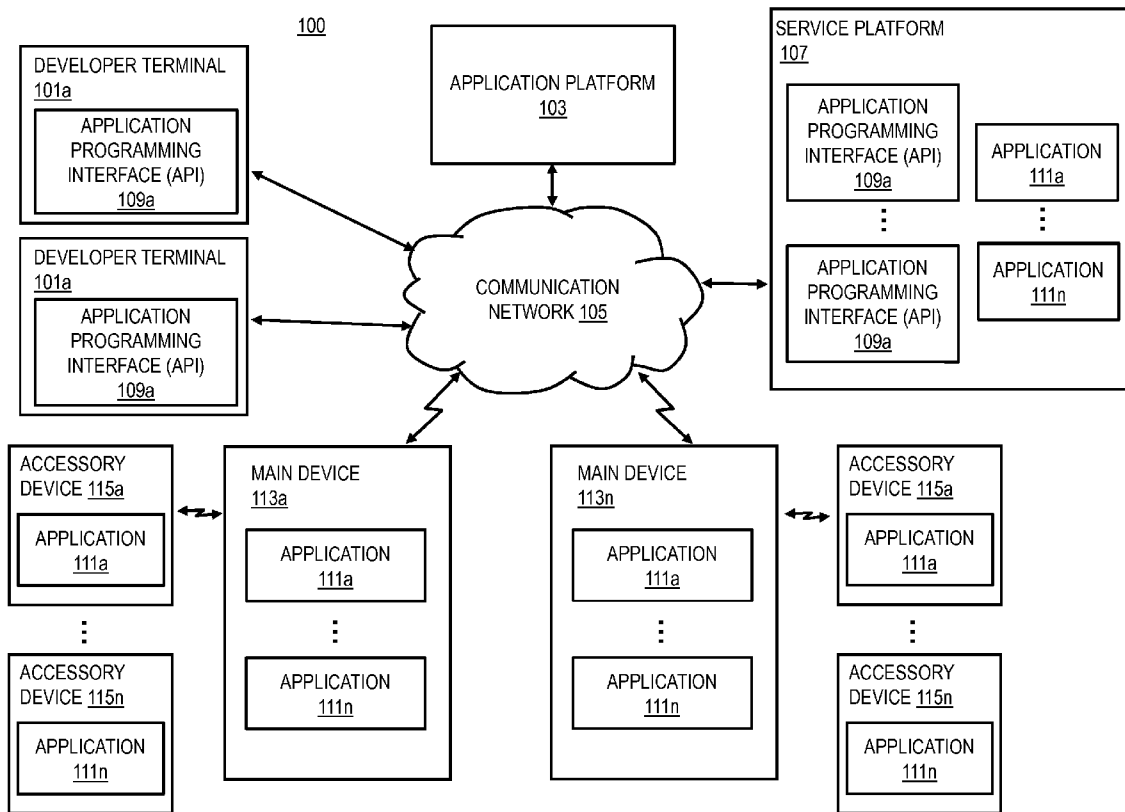 100
DEVELOPER TERMINAL
101a
APPLICATION
PROGRAMMING
INTERFACE (API)
109a
DEVELOPER TERMINAL
101a
APPLICATION
PROGRAMMING
INTERFACE (API)
109a
APPLICATION PLATFORM
103
SERVICE PLATFORM
107
APPLICATION
PROGRAMMING
INTERFACE (API)
109a
APPLICATION
PROGRAMMING
INTERFACE (API)
109a
APPLICATION
111a
APPLICATION
111n
COMMUNICATION
NETWORK 105
ACCESSORY
DEVICE 115a
APPLICATION
111a
ACCESSORY
DEVICE 115n
APPLICATION
111n
MAIN DEVICE
113a
APPLICATION
111a
APPLICATION
111n
MAIN DEVICE
113n
APPLICATION
111a
APPLICATION
111n
ACCESSORY
DEVICE 115a
APPLICATION
111a
ACCESSORY
DEVICE 115n
APPLICATION
111n